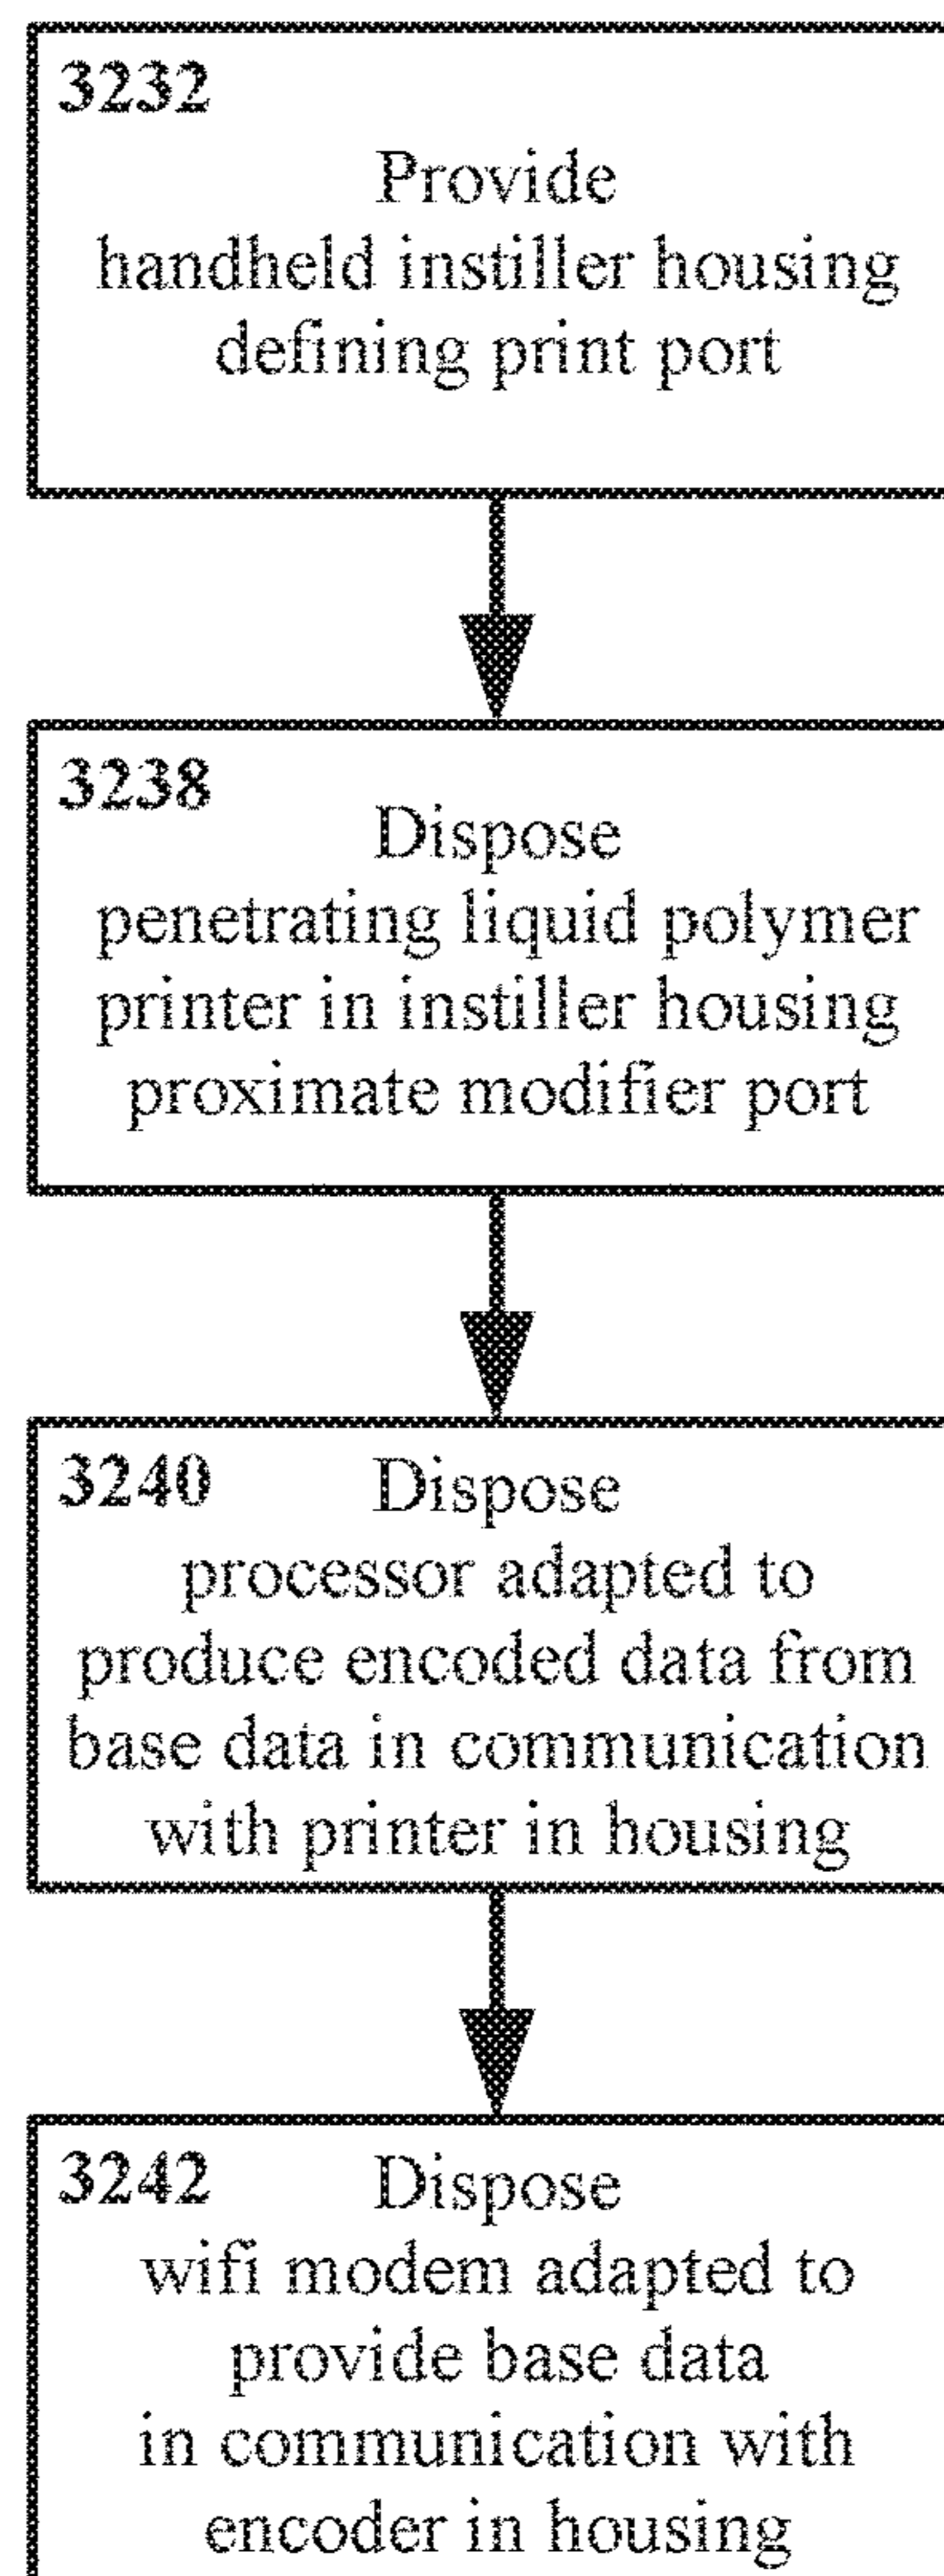 3232
Provide
handheld instiller housing
defining print port
3238
Dispose
penetrating liquid polymer
printer in instiller housing
proximate modifier port
3240 Dispose
processor adapted to
produce encoded data from
base data in communication
with printer in housing
3242 Dispose
wifi modem adapted to
provide base data
in communication with
encoder in housing